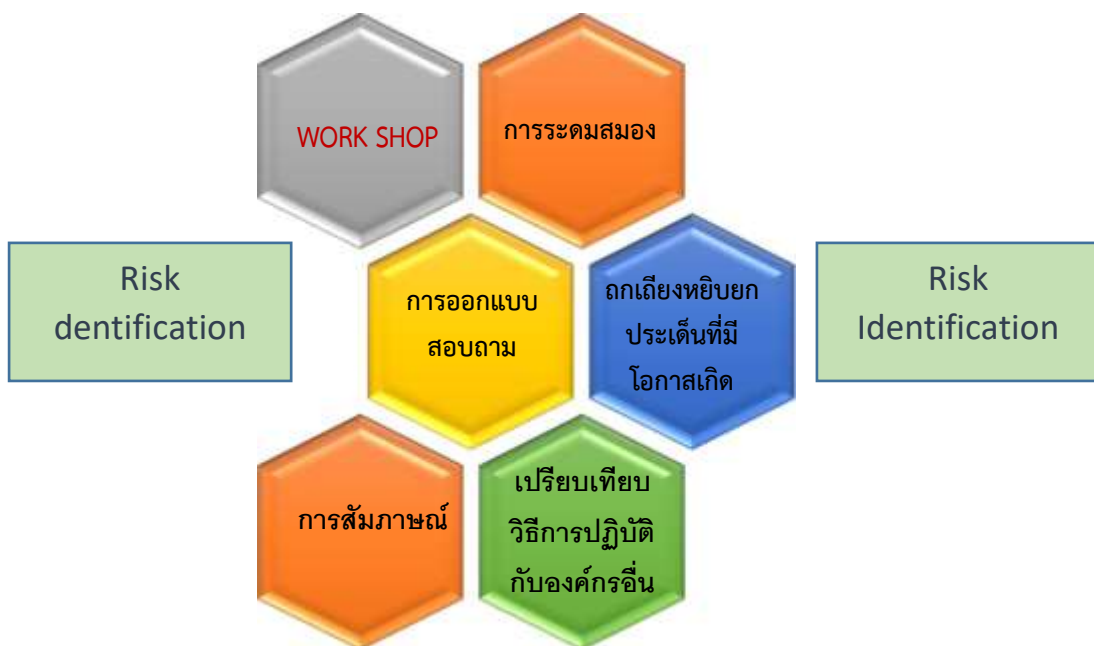 WORK SHOP
การระดมสมอง
Risk
dentification
การออกแบบ
สอบถาม
ถกเถียงหยิบยก
ประเด็นที่มี
โอกาสเกิด
Risk
Identification
การสัมภาษณ์
เปรียบเทียบ
วิธีการปฏิบัติ
กับองค์กรอื่น